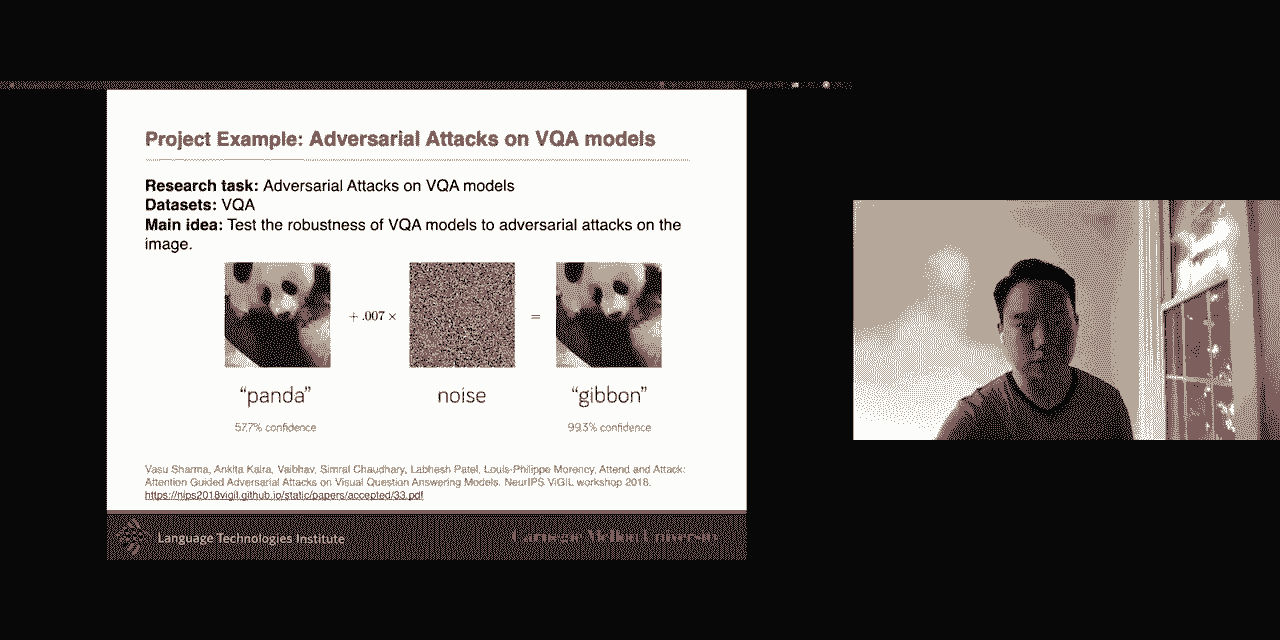 Project Example: Adversarial Attacks on VQA models
Research task: Adversarial Attacks on VQA models
Datasets: VQA
Main idea: Test the robustness of VQA models to adversarial attacks on the
image.
+ .007 × =
“panda” noise “gibbon”
57.7% confidence 99.3% confidence
Vasu Sharma, Ankita Kalra, Vaibhav, Simral Chaudhary, Labhesh Patel, Louis-Philippe Morency, Attend and Attack:
Attention Guided Adversarial Attacks on Visual Question Answering Models. NeurIPS ViGIL workshop 2018.
https://nips2018vigil.github.io/static/papers/accepted/33.pdf
Language Technologies Institute Carnegie Mellon University